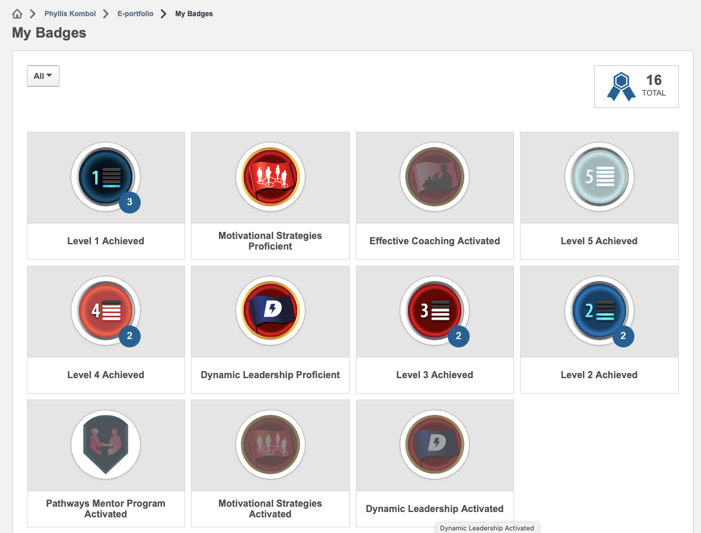 Phyllis Kombol E-portfolio My Badges
My Badges
All
16
TOTAL
1
3
5
Level 1 Achieved
Motivational Strategies
Proficient
Effective Coaching Activated
Level 5 Achieved
4
2
D
3
2
2
2
Level 4 Achieved
Dynamic Leadership Proficient
Level 3 Achieved
Level 2 Achieved
D
Pathways Mentor Program
Activated
Motivational Strategies
Activated
Dynamic Leadership Activated
Dynamic Leadership Activated